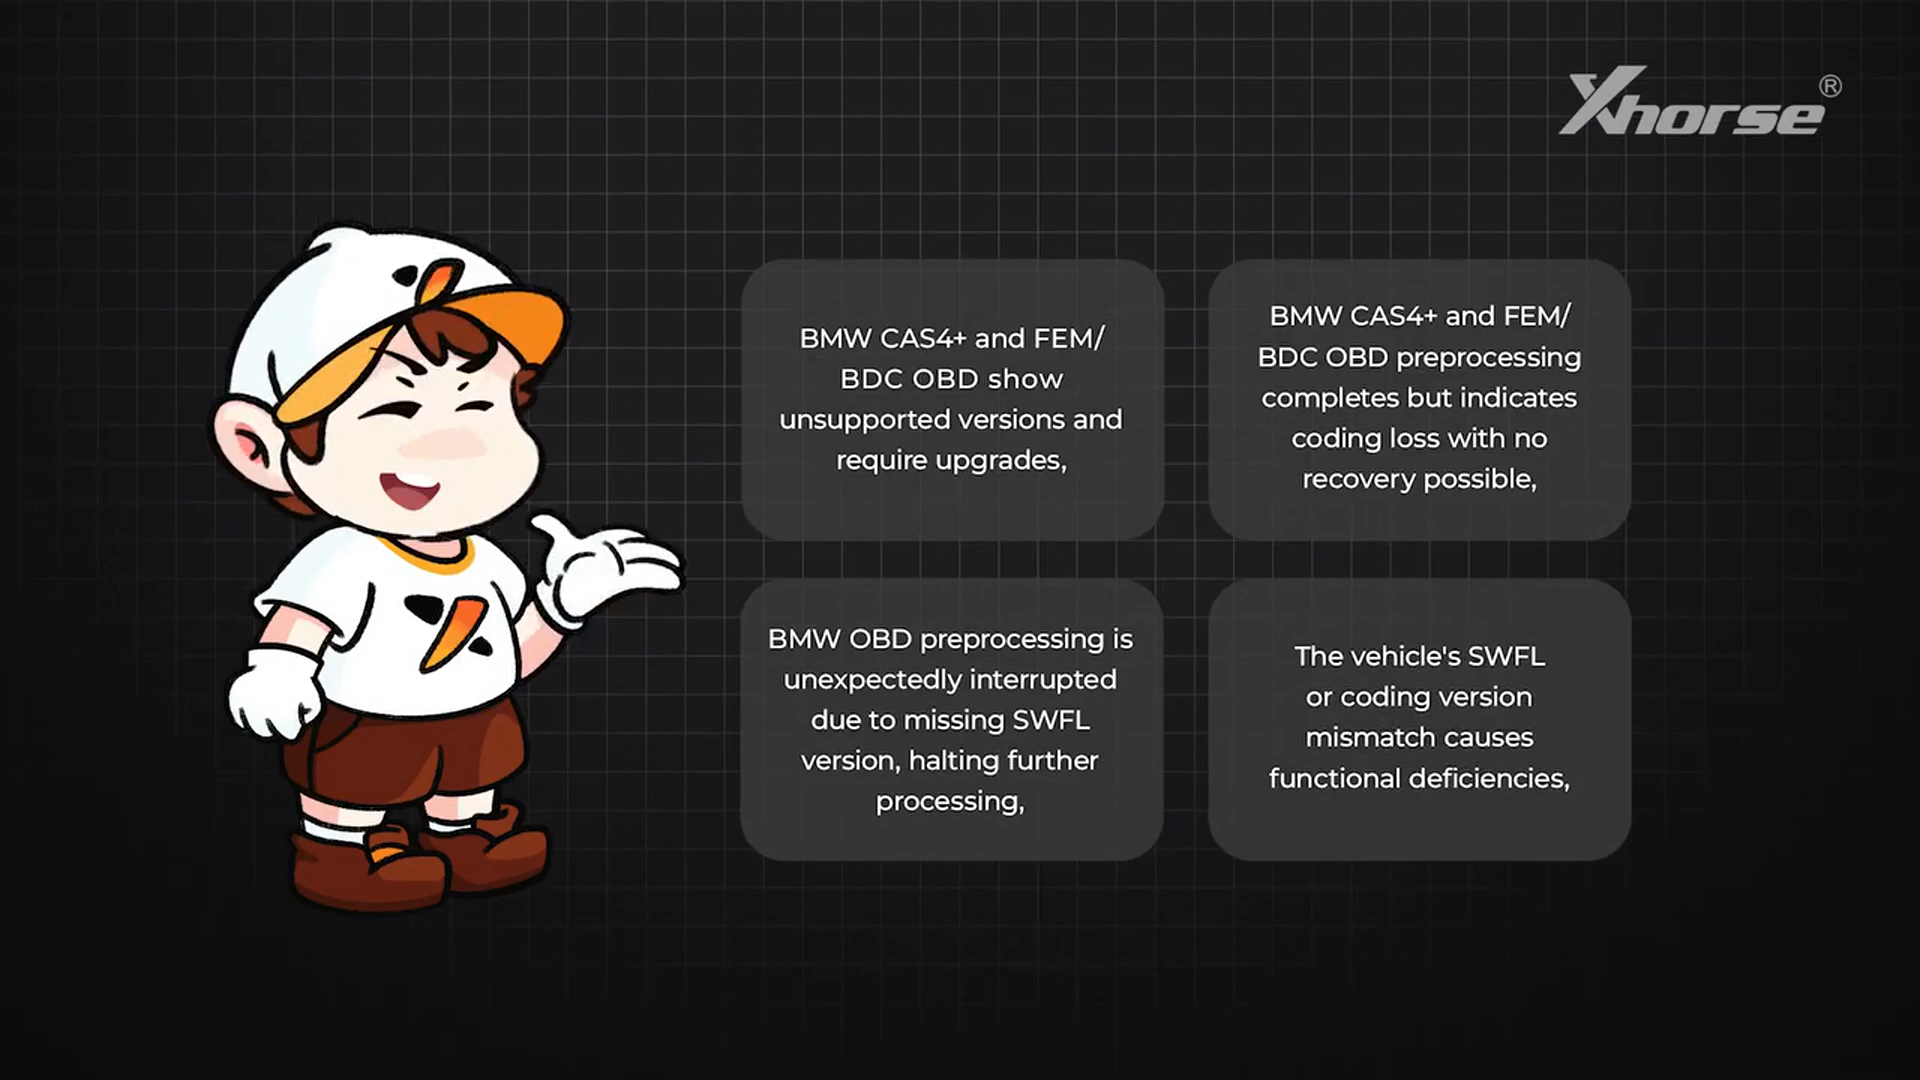 Xhorse®
BMW CAS4+ and FEM/
BDC OBD show
unsupported versions and
require upgrades,
BMW CAS4+ and FEM/
BDC OBD preprocessing
completes but indicates
coding loss with no
recovery possible,
BMW OBD preprocessing is
unexpectedly interrupted
due to missing SWFL
version, halting further
processing,
The vehicle's SWFL
or coding version
mismatch causes
functional deficiencies,